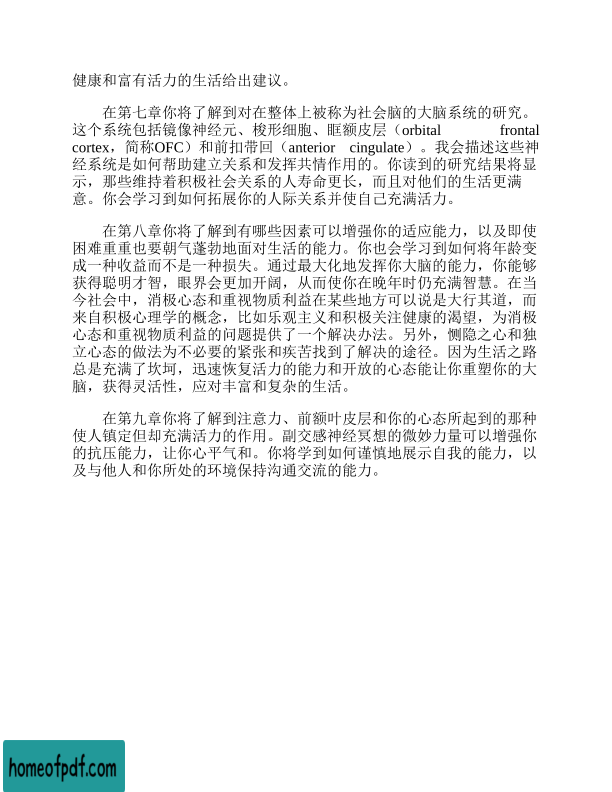 健康和富有活力的生活给出建议。
在第七章你将了解到对在整体上被称为社会脑的大脑系统的研究。
这个系统包括镜像神经元、梭形细胞、眶额皮层（orbital frontal
cortex，简称OFC）和前扣带回（anterior cingulate）。我会描述这些神
经系统是如何帮助建立关系和发挥共情作用的。你读到的研究结果将显
示，那些维持着积极社会关系的人寿命更长，而且对他们的生活更满
意。你会学习到如何拓展你的人际关系并使自己充满活力。
在第八章你将了解到有哪些因素可以增强你的适应能力，以及即使
困难重重也要朝气蓬勃地面对生活的能力。你也会学习到如何将年龄变
成一种收益而不是一种损失。通过最大化地发挥你大脑的能力，你能够
获得聪明才智，眼界会更加开阔，从而使你在晚年时仍充满智慧。在当
今社会中，消极心态和重视物质利益在某些地方可以说是大行其道，而
来自积极心理学的概念，比如乐观主义和积极关注健康的渴望，为消极
心态和重视物质利益的问题提供了一个解决办法。另外，恻隐之心和独
立心态的做法为不必要的紧张和疾苦找到了解决的途径。因为生活之路
总是充满了坎坷，迅速恢复活力的能力和开放的心态能让你重塑你的大
脑，获得灵活性，应对丰富和复杂的生活。
在第九章你将了解到注意力、前额叶皮层和你的心态所起到的那种
使人镇定但却充满活力的作用。副交感神经冥想的微妙力量可以增强你
的抗压能力，让你心平气和。你将学到如何谨慎地展示自我的能力，以
及与他人和你所处的环境保持沟通交流的能力。
homeofpdf.com